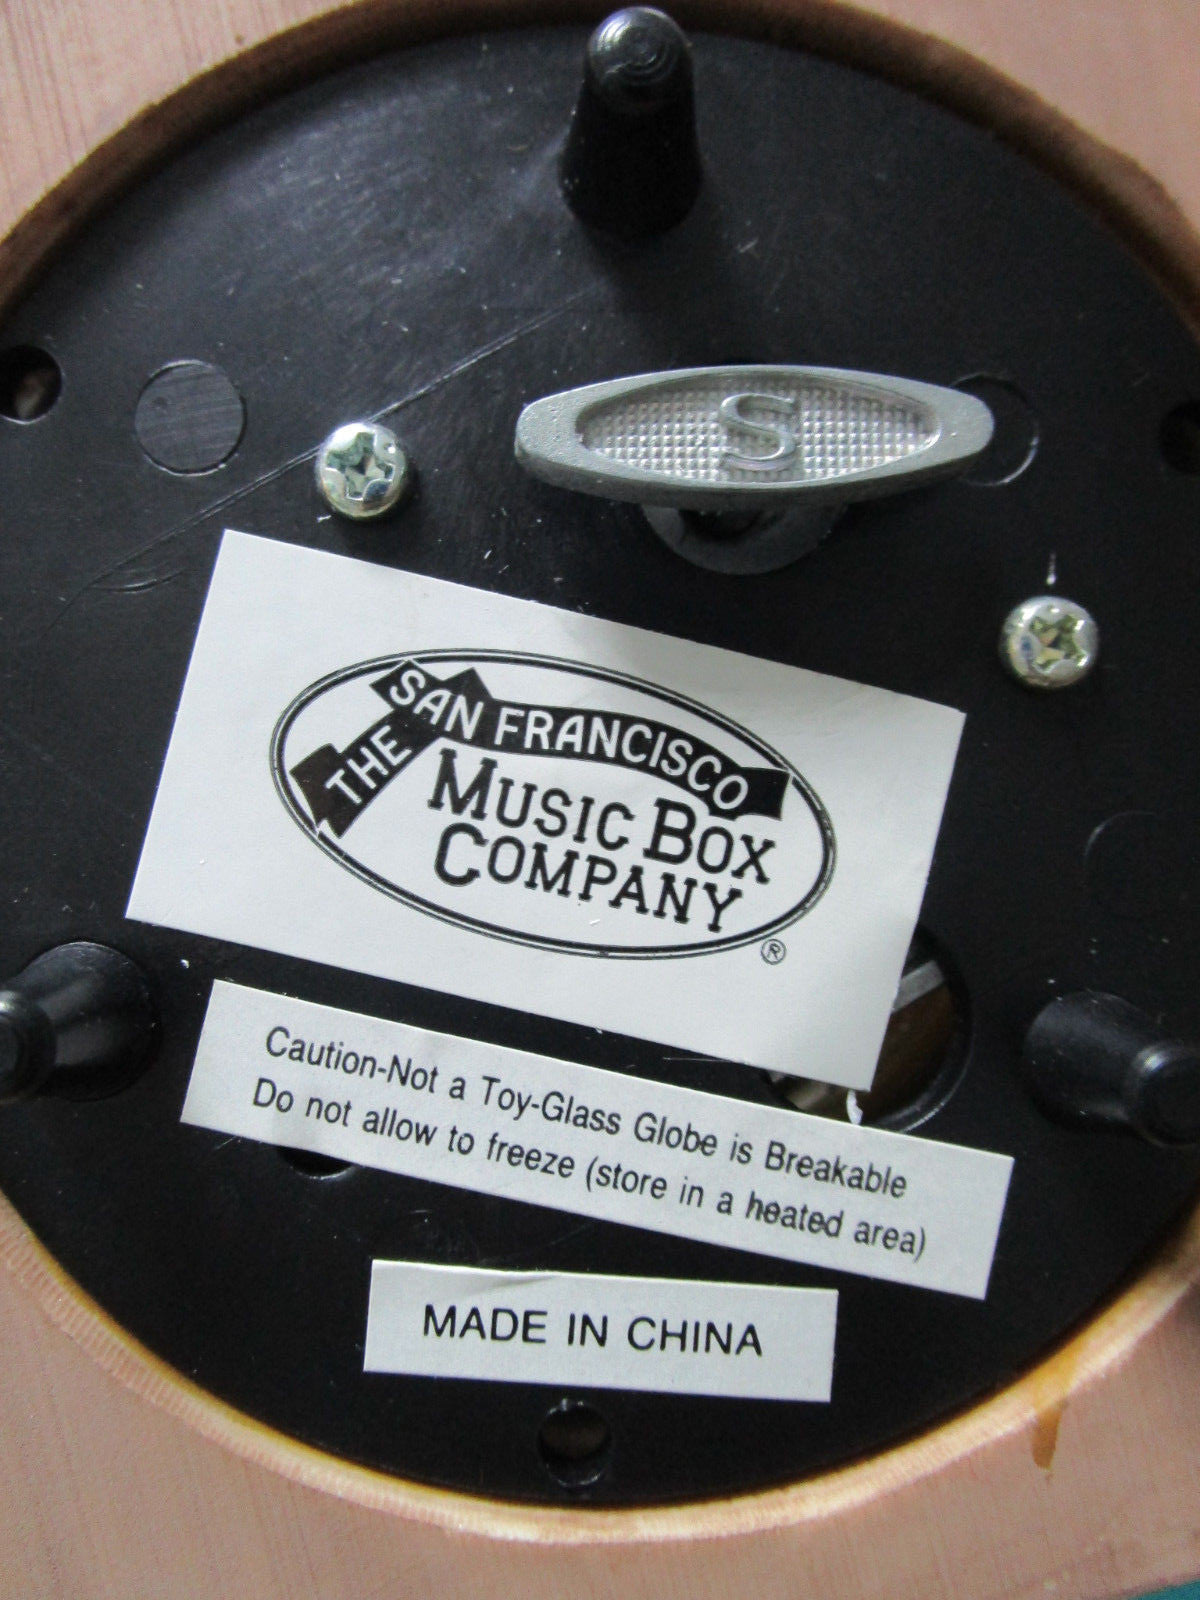 S
THE
SAN FRANCISCO
MUSIC BOX
COMPANY
®
Caution-Not a Toy-Glass Globe is Breakable
Do not allow to freeze (store in a heated area)
MADE IN CHINA